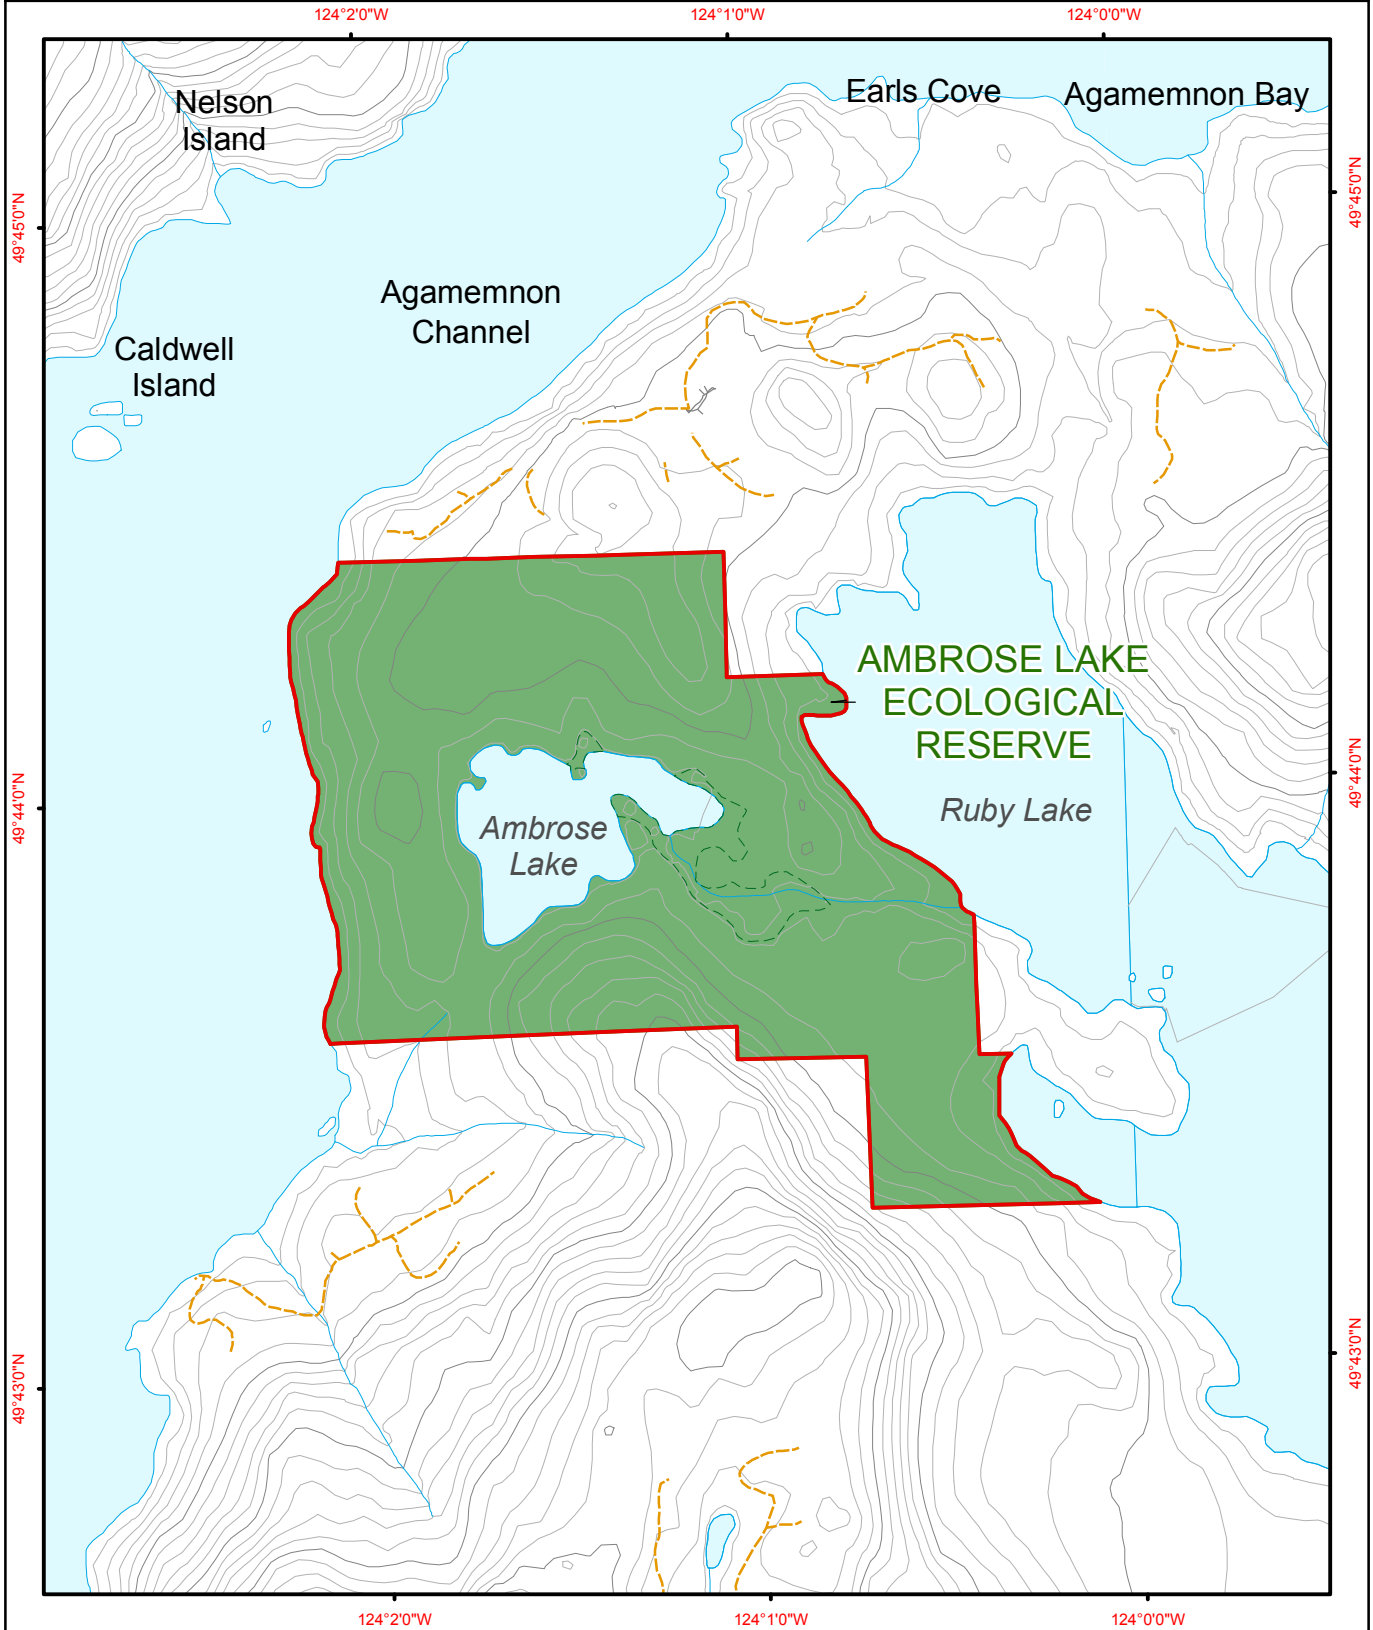 124°2'0"W
124°1'0"W
124°0'0"W
Nelson
Island
Earls Cove
Agamemnon Bay
49°45'0"N
49°45'0"N
Agamemnon
Channel
Caldwell
Island
AMBROSE LAKE
ECOLOGICAL
RESERVE
Ruby Lake
49°44'0"N
49°44'0"N
Ambrose
Lake
49°43'0"N
49°43'0"N
124°2'0"W
124°1'0"W
124°0'0"W